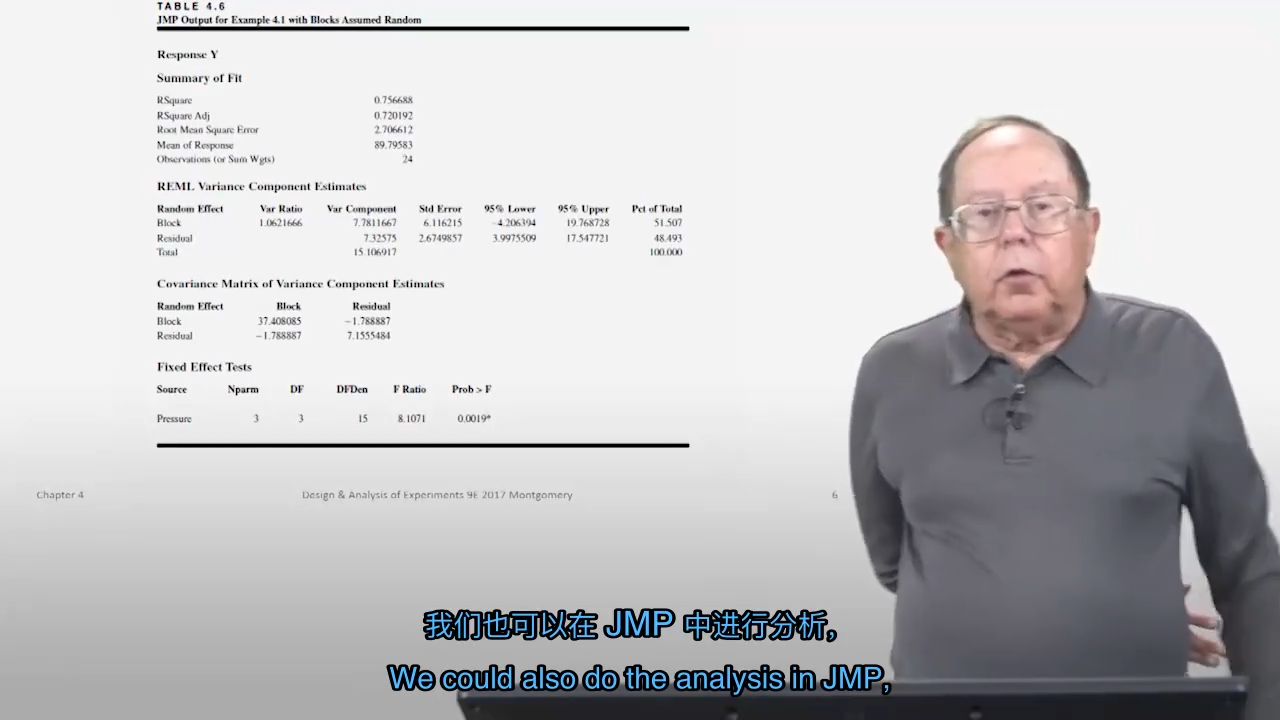 TABLE 4.6
JMP Output for Example 4.1 with Blocks Assumed Random
Response Y
Summary of Fit
RSquare 0.756688
RSquare Adj 0.720192
Root Mean Square Error 2.706612
Mean of Response 89.79583
Observations (or Sum Wgts) 24
REML Variance Component Estimates
Random Effect Var Ratio Var Component Std Error 95% Lower 95% Upper Pct of Total
Block 1.0621666 7.7811667 6.116215 −4.206394 19.768728 51.507
Residual 7.32575 2.6749857 3.9975509 17.547721 48.493
Total 15.106917 100.000
Covariance Matrix of Variance Component Estimates
Random Effect Block Residual
Block 37.408085 −1.788887
Residual −1.788887 7.1555484
Fixed Effect Tests
Source Nparm DF DFDen F Ratio Prob > F
Pressure 3 3 15 8.1071 0.0019*
Chapter 4 Design & Analysis of Experiments 9E 2017 Montgomery 6
我们也可以在 JMP 中进行分析,
We could also do the analysis in JMP,